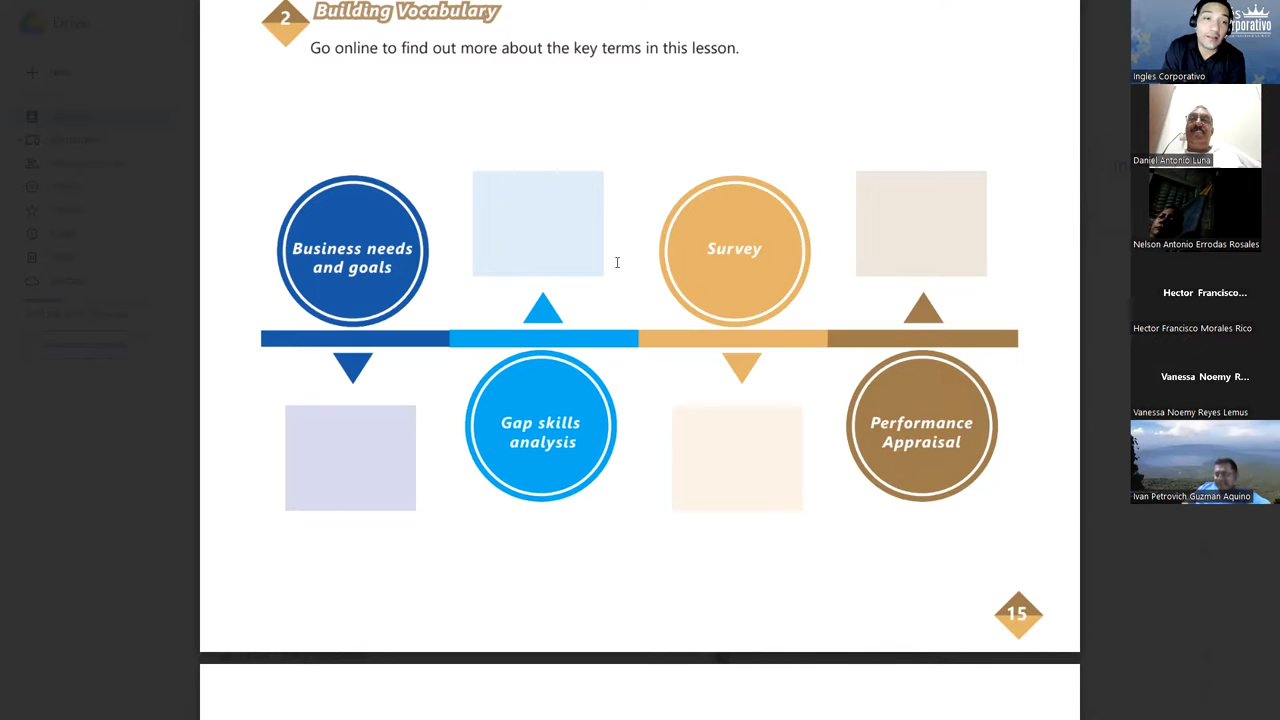 2
Building Vocabulary
Go online to find out more about the key terms in this lesson.
Business needs
and goals
Survey
Gap skills
analysis
Performance
Appraisal
15
Ingles Corporativo
Daniel Antonio Luna
Nelson Antonio Errodas Rosales
Hector Francisco...
Hector Francisco Morales Rico
Vanessa Noemy R...
Vanessa Noemy Reyes Lemus
Ivan Petrovich Guzman Aquino